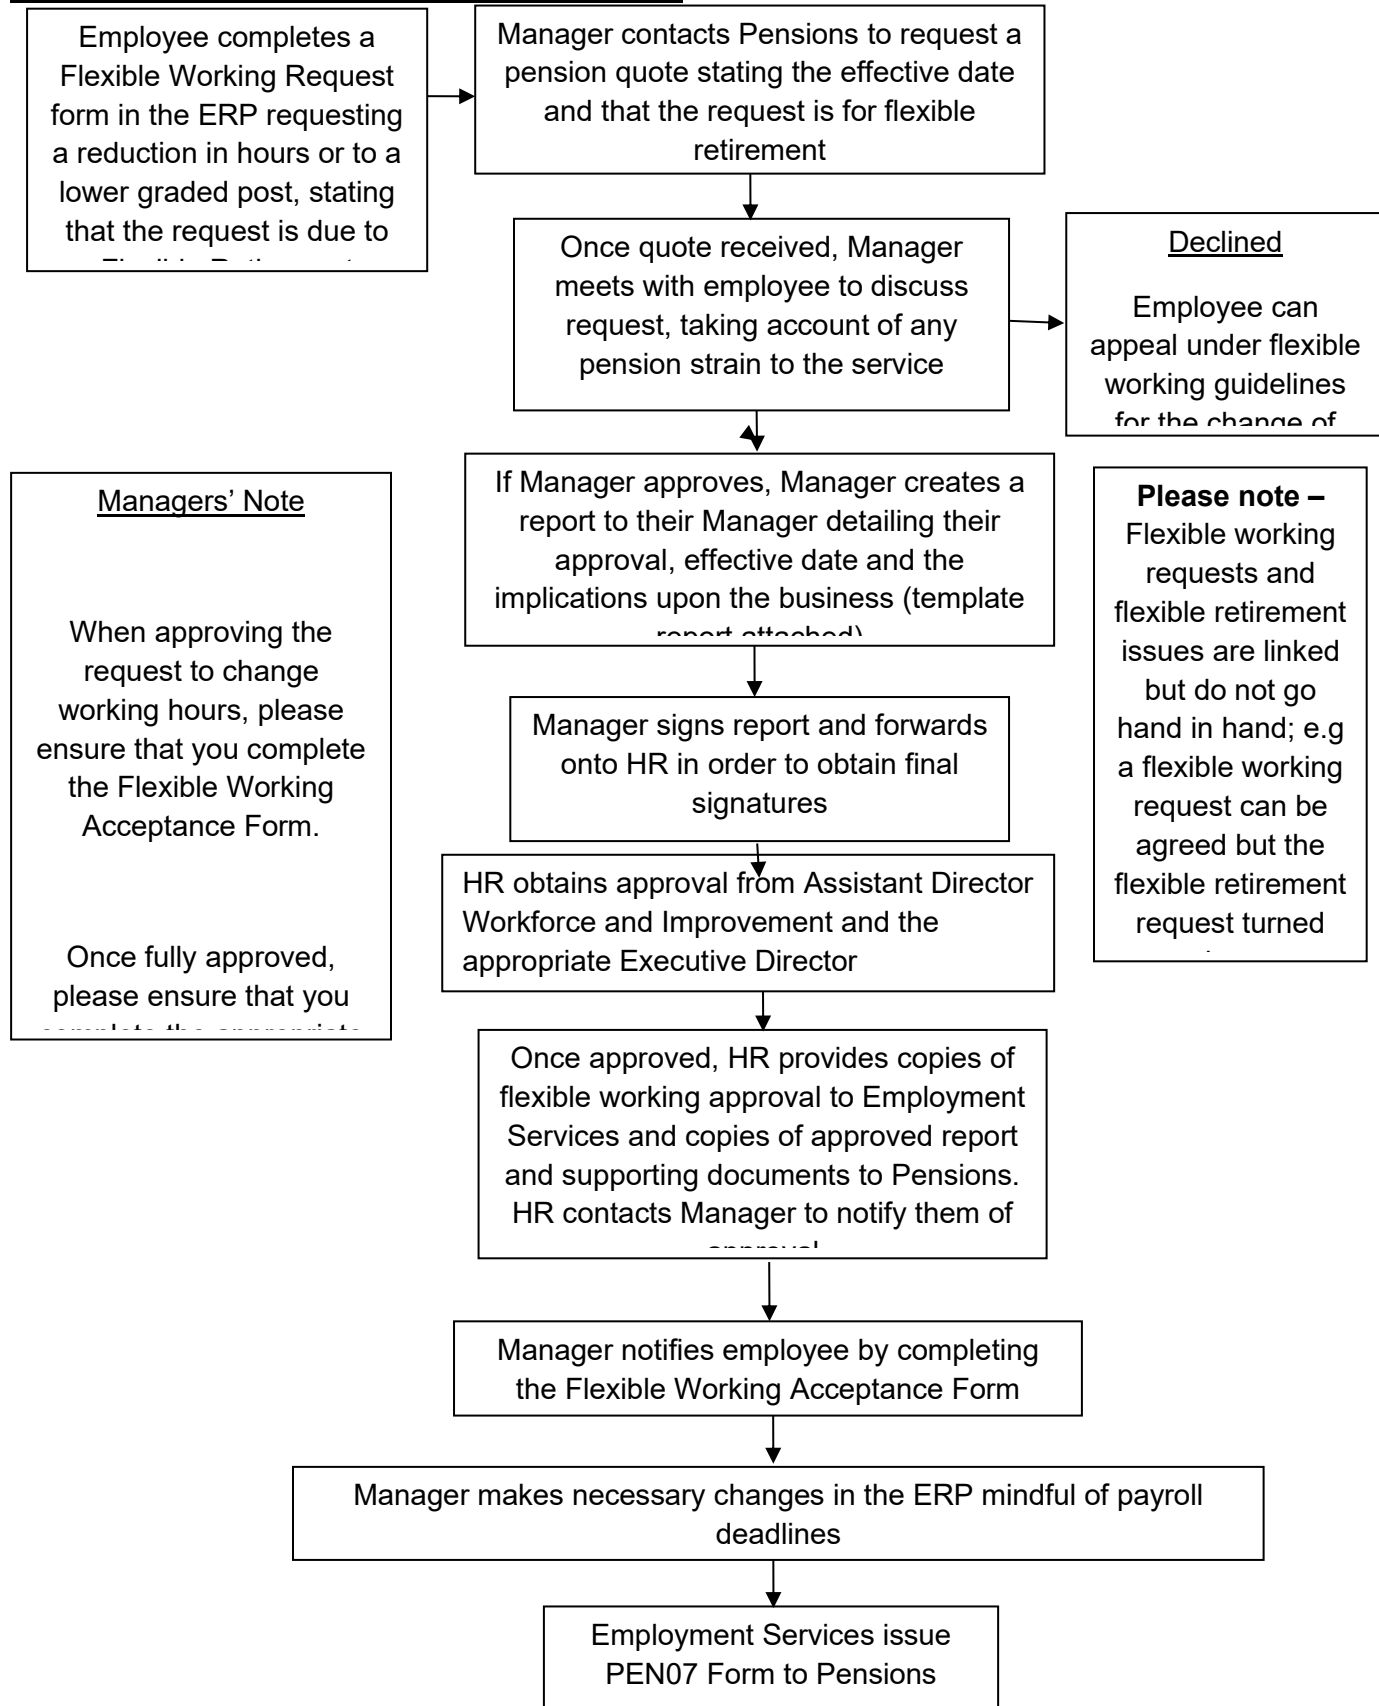 Employee completes a
Flexible Working Request
form in the ERP requesting
a reduction in hours or to a
lower graded post, stating
that the request is due to
Manager contacts Pensions to request a
pension quote stating the effective date
and that the request is for flexible
retirement
Once quote received, Manager
meets with employee to discuss
request, taking account of any
pension strain to the service
Declined
Employee can
appeal under flexible
working guidelines
for the change of
If Manager approves, Manager creates a
report to their Manager detailing their
approval, effective date and the
implications upon the business (template
report attached)
Managers’ Note
When approving the
request to change
working hours, please
ensure that you complete
the Flexible Working
Acceptance Form.
Once fully approved,
please ensure that you
complete the appropriate
Please note –
Flexible working
requests and
flexible retirement
issues are linked
but do not go
hand in hand; e.g
a flexible working
request can be
agreed but the
flexible retirement
request turned
Manager signs report and forwards
onto HR in order to obtain final
signatures
HR obtains approval from Assistant Director
Workforce and Improvement and the
appropriate Executive Director
Once approved, HR provides copies of
flexible working approval to Employment
Services and copies of approved report
and supporting documents to Pensions.
HR contacts Manager to notify them of
approval
Manager notifies employee by completing
the Flexible Working Acceptance Form
Manager makes necessary changes in the ERP mindful of payroll
deadlines
Employment Services issue
PEN07 Form to Pensions